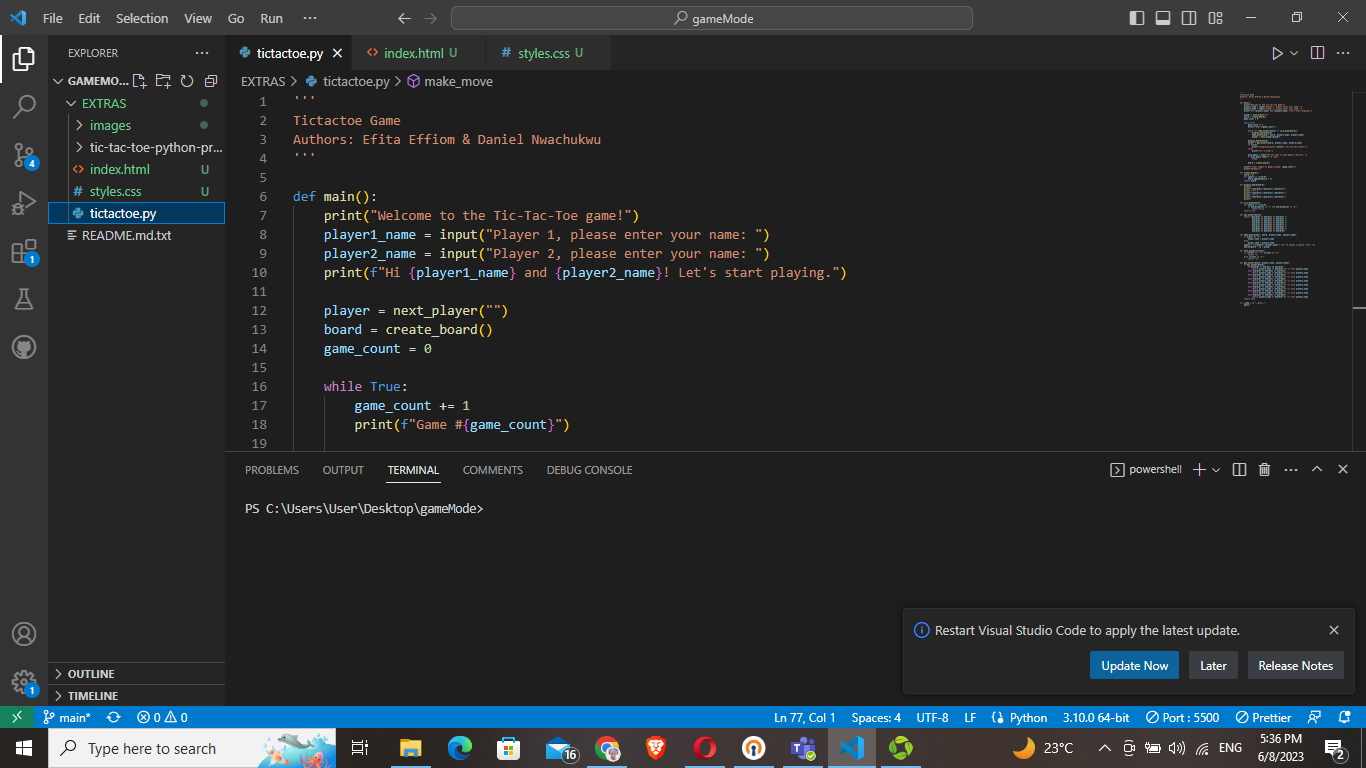 File Edit Selection View Go Run ··· gameMode
EXPLORER ···
GAMEMO...
EXTRAS
images
tic-tac-toe-python-pr...
index.html U
styles.css U
tictactoe.py
README.md.txt
OUTLINE
TIMELINE
4
1
1
tictactoe.py index.html U styles.css U
EXTRAS > tictactoe.py > make_move
1 '''
2 Tictactoe Game
3 Authors: Efita Effiom & Daniel Nwachukwu
4 '''
5
6 def main():
7 print("Welcome to the Tic-Tac-Toe game!")
8 player1_name = input("Player 1, please enter your name: ")
9 player2_name = input("Player 2, please enter your name: ")
10 print(f"Hi {player1_name} and {player2_name}! Let's start playing.")
11
12 player = next_player("")
13 board = create_board()
14 game_count = 0
15
16 while True:
17 game_count += 1
18 print(f"Game #{game_count}")
19
PROBLEMS OUTPUT TERMINAL COMMENTS DEBUG CONSOLE powershell
PS C:\Users\User\Desktop\gameMode>
Restart Visual Studio Code to apply the latest update.
Update Now Later Release Notes
main* 0 0 Ln 77, Col 1 Spaces: 4 UTF-8 LF Python 3.10.0 64-bit Port : 5500 Prettier
Type here to search 16 23°C ENG 5:36 PM
6/8/2023
2